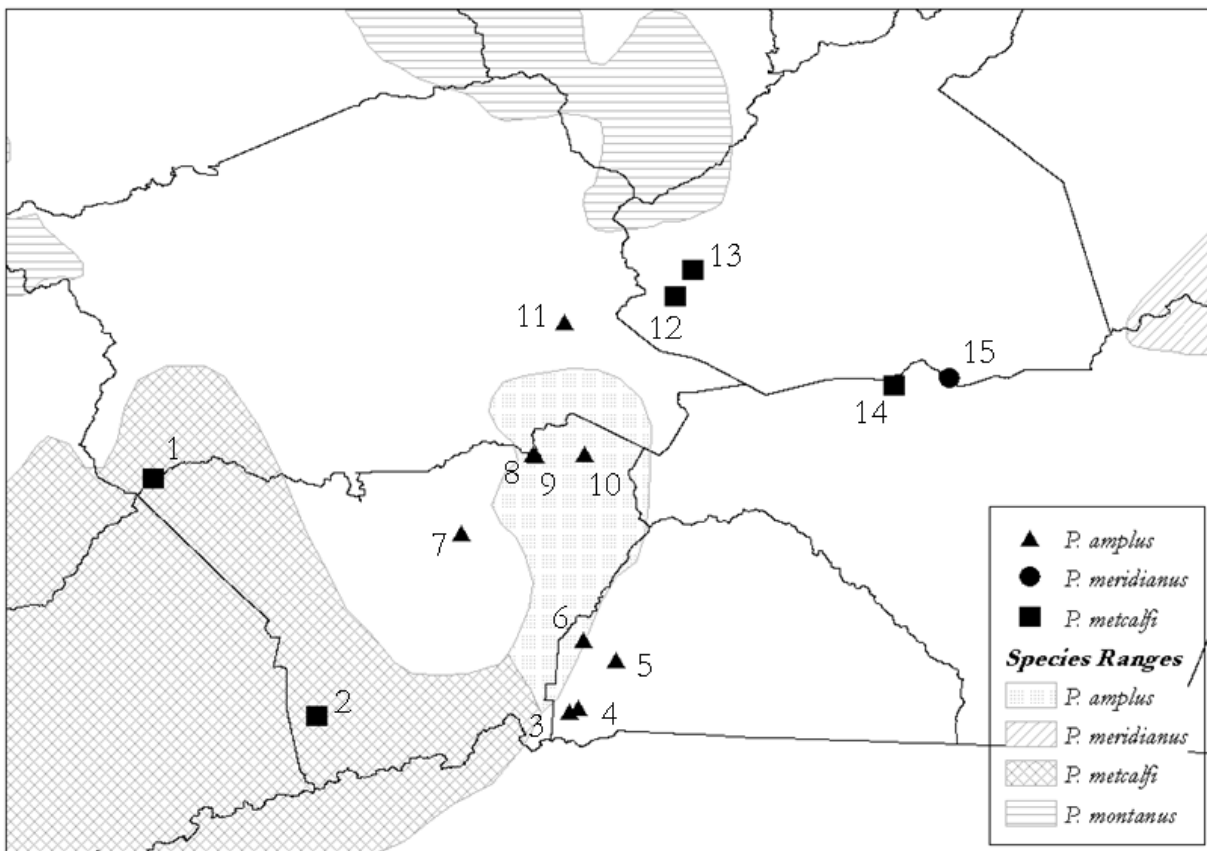 13
11
12
15
14
1
8
9
10
7
6
5
2
3
4
P. amplus
P. meridianus
P. metcalfi
Species Ranges
P. amplus
P. meridianus
P. metcalfi
P. montanus